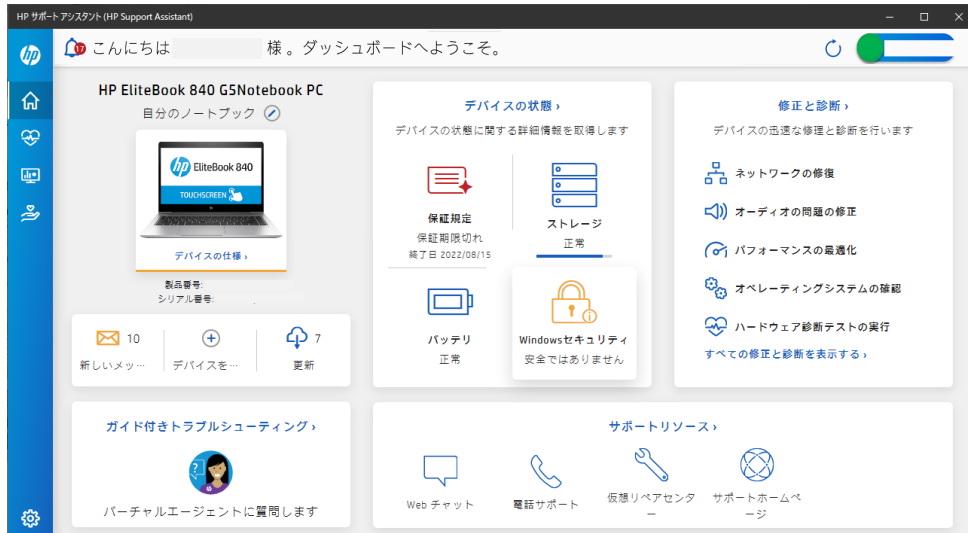 HP サポート アシスタント (HP Support Assistant)
hp
17
こんにちは 様 。ダッシュボードへようこそ。
HP EliteBook 840 G5Notebook PC
自分のノートブック
hp EliteBook 840
TOUCHSCREEN
デバイスの仕様 ›
製品番号:
シリアル番号:
10
新しいメッ…
デバイスを…
7
更新
デバイスの状態 ›
デバイスの状態に関する詳細情報を取得します
保証規定
保証期限切れ
終了日 2022/08/15
ストレージ
正常
バッテリ
正常
Windowsセキュリティ
安全ではありません
修正と診断 ›
デバイスの迅速な修理と診断を行います
ネットワークの修復
オーディオの問題の修正
パフォーマンスの最適化
オペレーティングシステムの確認
ハードウェア診断テストの実行
すべての修正と診断を表示する ›
ガイド付きトラブルシューティング ›
バーチャルエージェントに質問します
サポートリソース ›
Web チャット
電話サポート
仮想リペアセンタ
ー
サポートホームペ
ージ